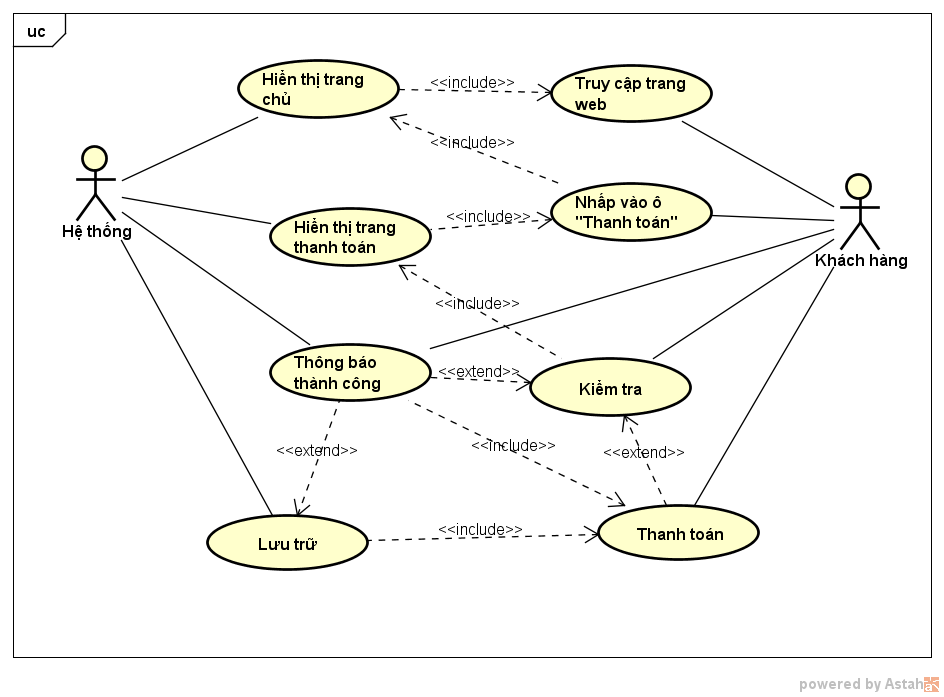 uc
Hiển thị trang
chủ
<<include>>
Truy cập trang
web
<<include>>
Hệ thống
Nhấp vào ô
"Thanh toán"
Khách hàng
Hiển thị trang
thanh toán
<<include>>
<<include>>
Thông báo
thành công
<<extend>>
Kiểm tra
<<extend>>
<<include>>
<<extend>>
Lưu trữ
<<include>>
Thanh toán
powered by Astah